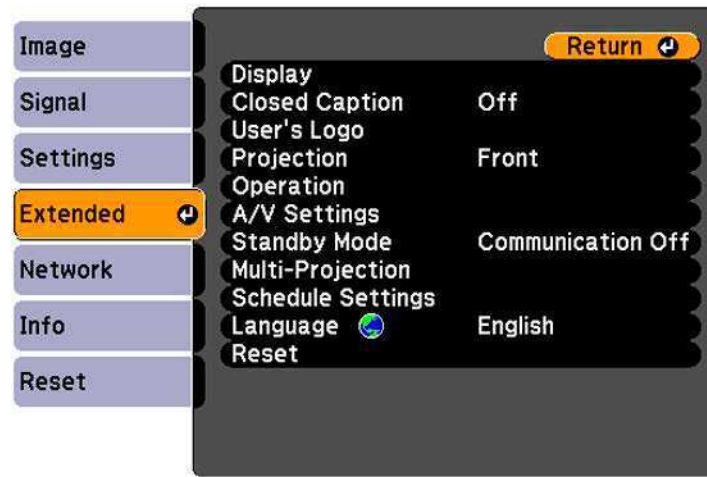 Image
Signal
Settings
Extended
Network
Info
Reset
Return
Display
Closed Caption Off
User's Logo
Projection Front
Operation
A/V Settings
Standby Mode Communication Off
Multi-Projection
Schedule Settings
Language English
Reset